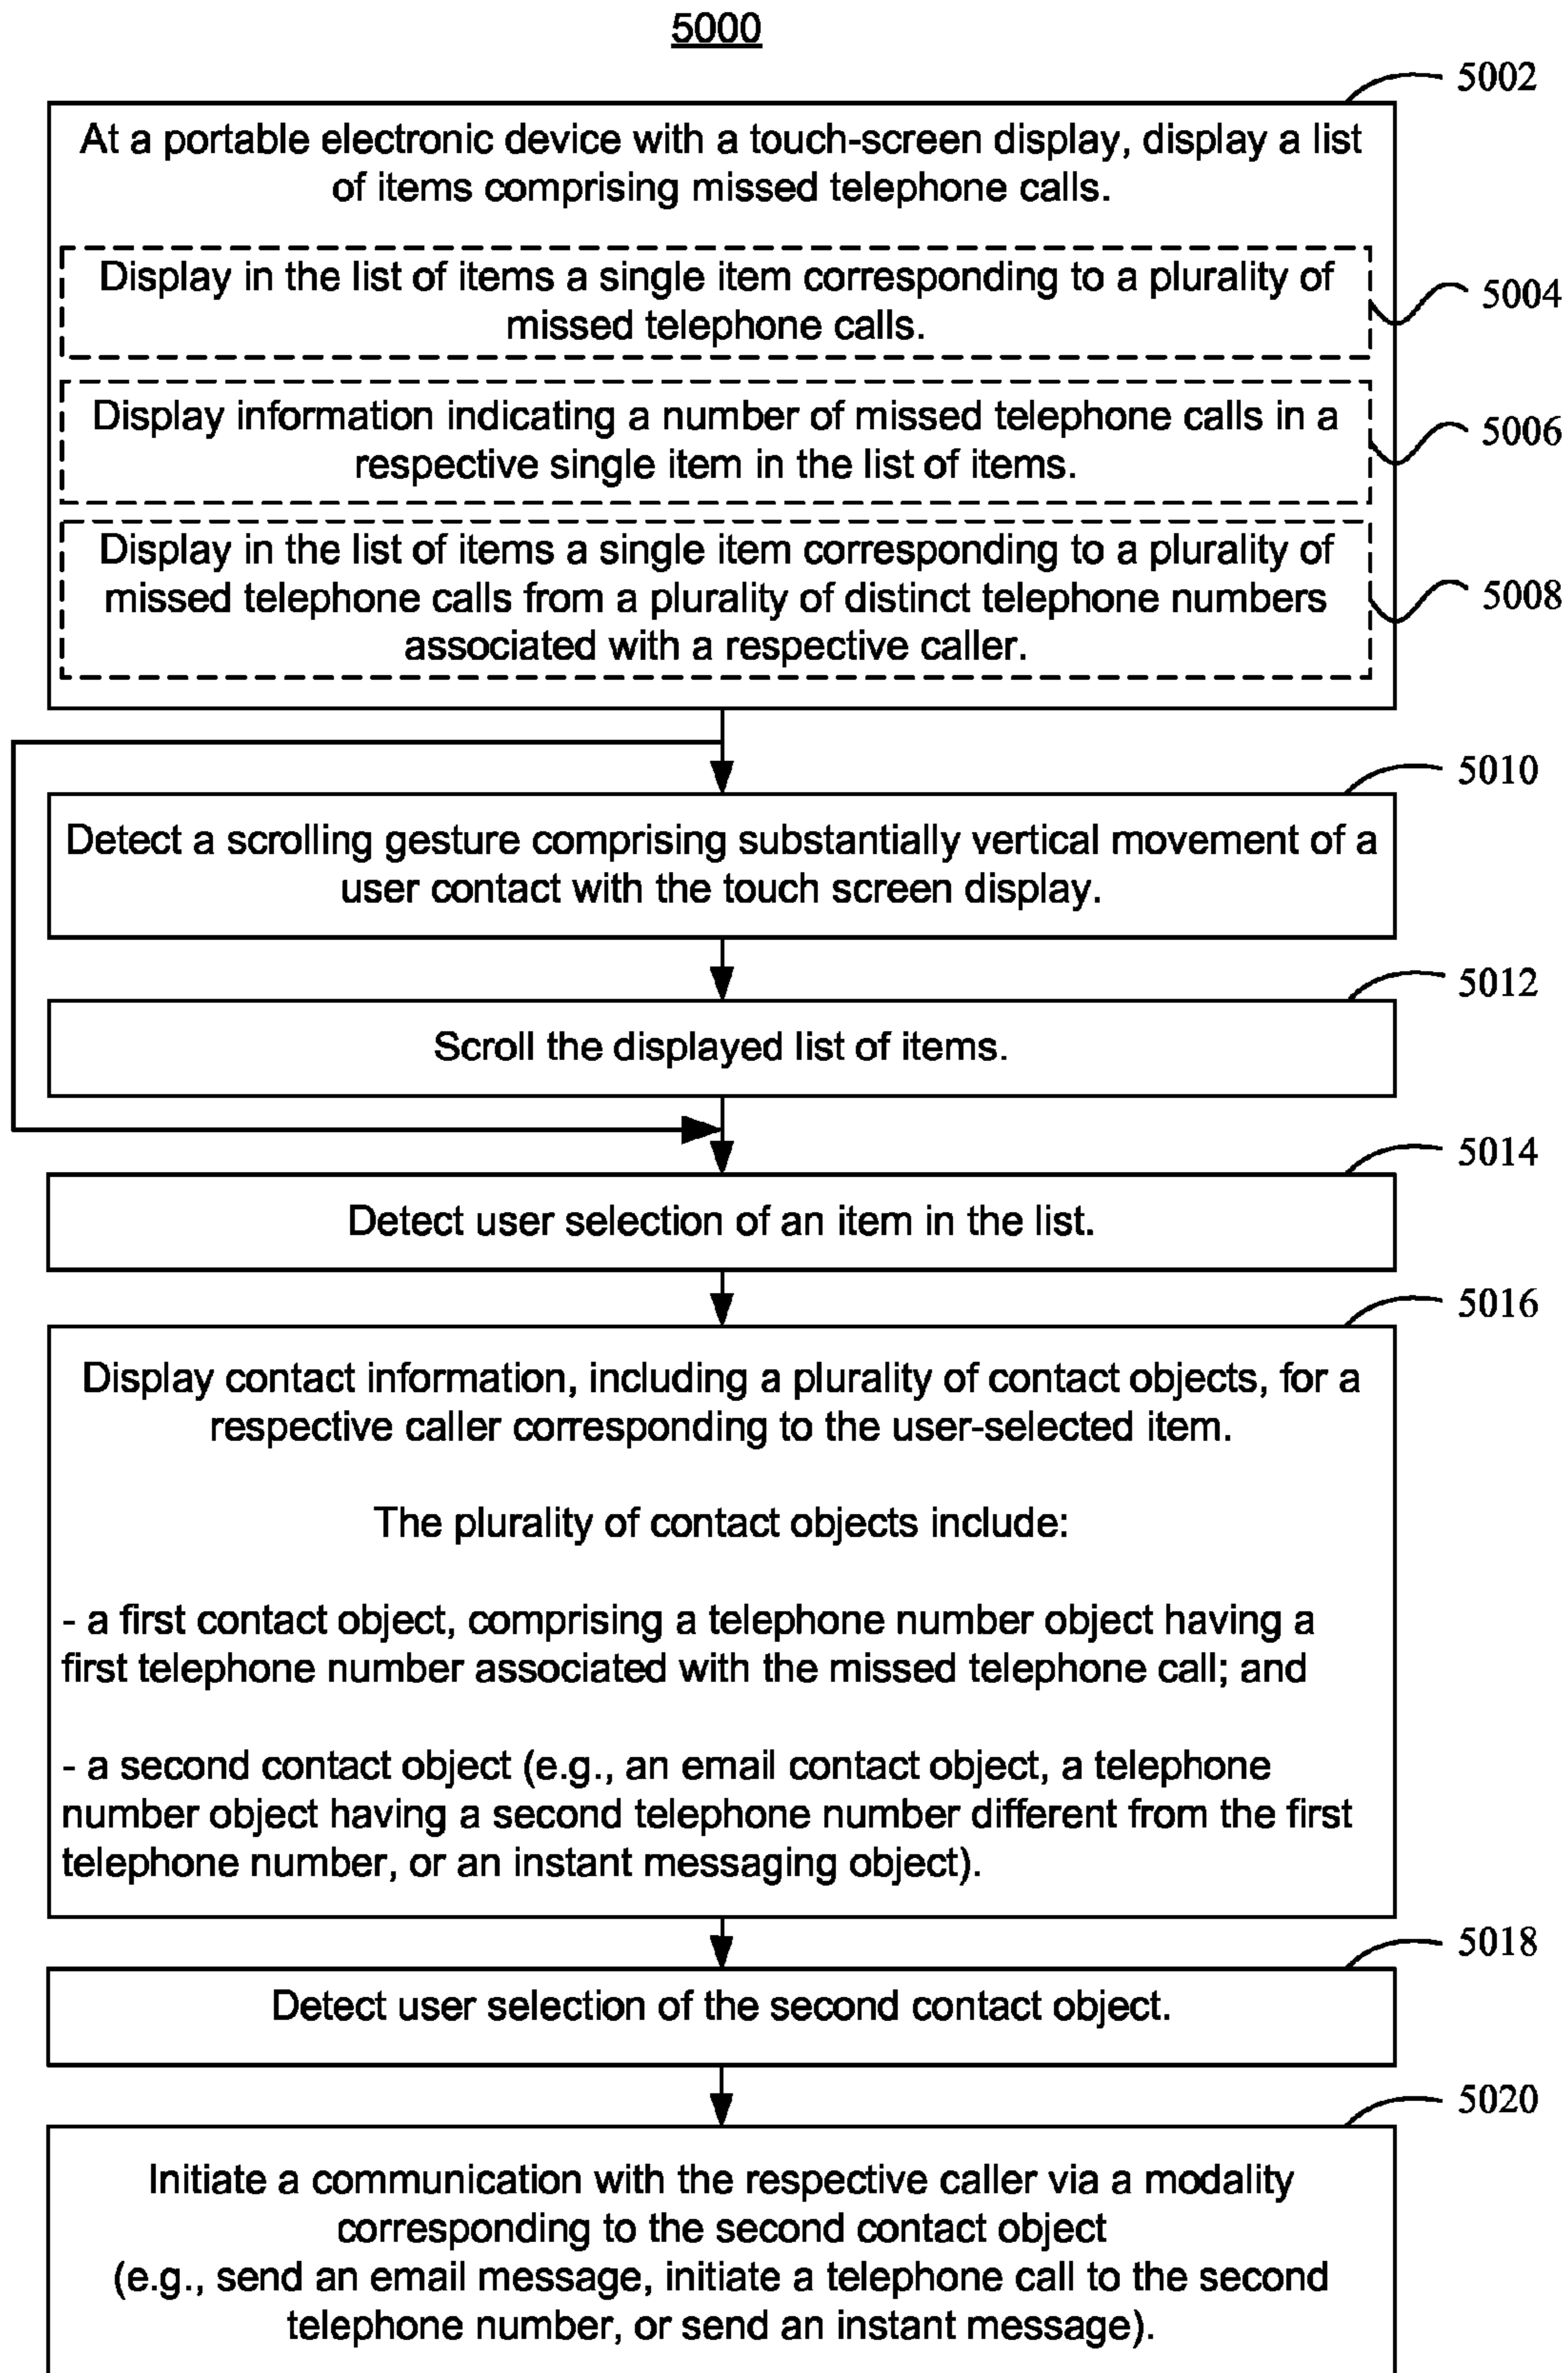 5000
5002
At a portable electronic device with a touch-screen display, display a list
of items comprising missed telephone calls.
Display in the list of items a single item corresponding to a plurality of
missed telephone calls.
5004
Display information indicating a number of missed telephone calls in a
respective single item in the list of items.
5006
Display in the list of items a single item corresponding to a plurality of
missed telephone calls from a plurality of distinct telephone numbers
associated with a respective caller.
5008
5010
Detect a scrolling gesture comprising substantially vertical movement of a
user contact with the touch screen display.
5012
Scroll the displayed list of items.
5014
Detect user selection of an item in the list.
5016
Display contact information, including a plurality of contact objects, for a
respective caller corresponding to the user-selected item.
The plurality of contact objects include:
- a first contact object, comprising a telephone number object having a
first telephone number associated with the missed telephone call; and
- a second contact object (e.g., an email contact object, a telephone
number object having a second telephone number different from the first
telephone number, or an instant messaging object).
5018
Detect user selection of the second contact object.
5020
Initiate a communication with the respective caller via a modality
corresponding to the second contact object
(e.g., send an email message, initiate a telephone call to the second
telephone number, or send an instant message).